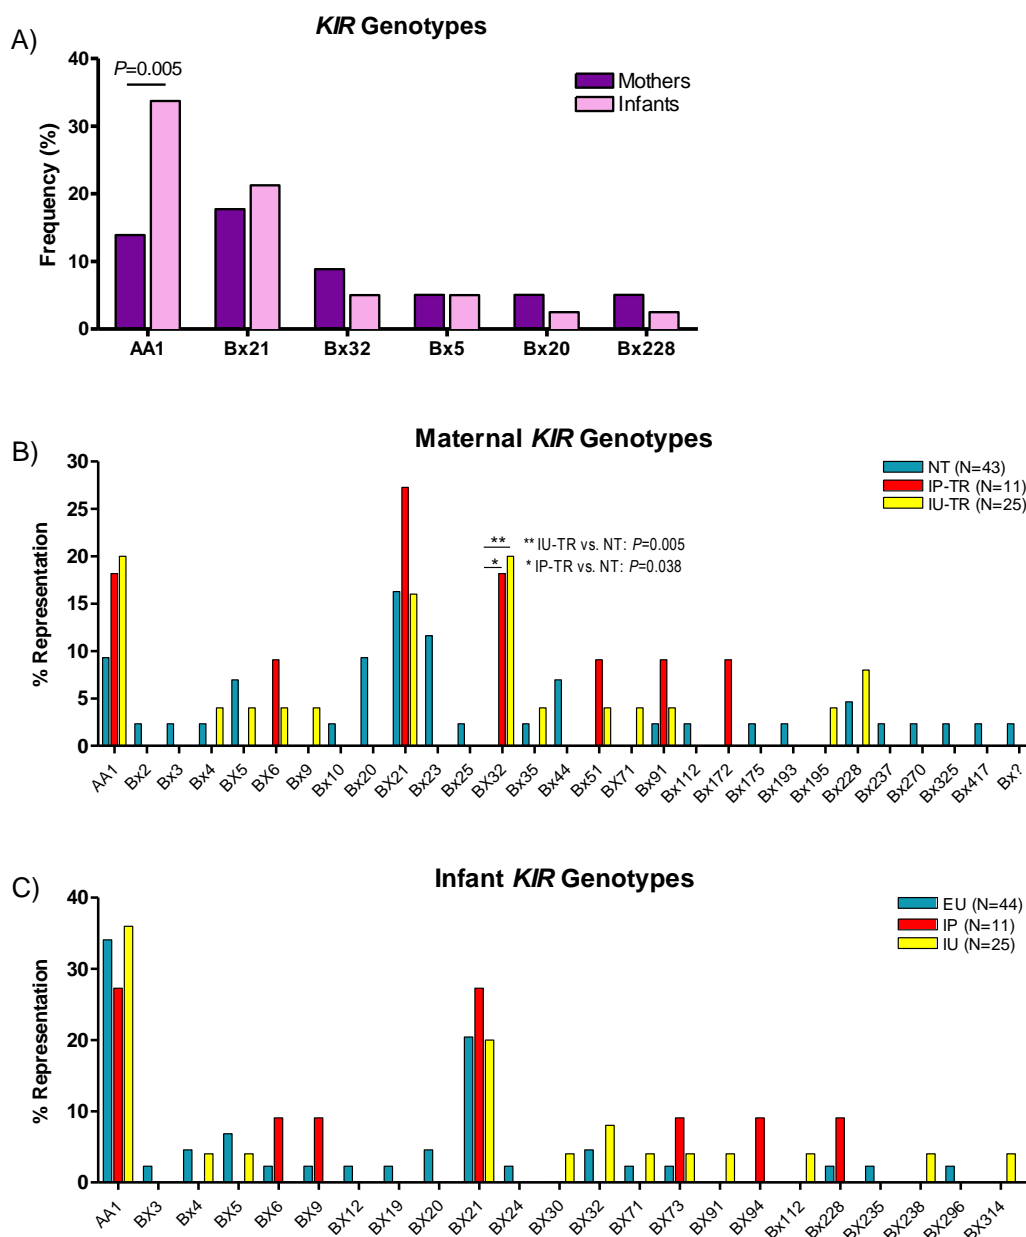 A)
KIR Genotypes
P=0.005
Mothers
Infants
Frequency (%)
40
30
20
10
0
AA1 Bx21 Bx32 Bx5 Bx20 Bx228
B)
Maternal KIR Genotypes
NT (N=43)
IP-TR (N=11)
IU-TR (N=25)
% Representation
30
25
20
15
10
5
0
** ** IU-TR vs. NT: P=0.005
* * IP-TR vs. NT: P=0.038
AA1 Bx2 Bx3 Bx4 BX5 BX6 Bx9 Bx10 Bx20 Bx21 Bx23 Bx25 BX32 Bx35 Bx44 Bx51 BX71 Bx91 Bx112 Bx172 Bx175 Bx193 Bx195 Bx228 Bx237 Bx270 Bx325 Bx417 Bx?
C)
Infant KIR Genotypes
EU (N=44)
IP (N=11)
IU (N=25)
% Representation
40
30
20
10
0
AA1 BX3 Bx4 BX5 BX6 BX9 BX12 BX19 BX20 BX21 BX24 BX30 BX32 BX71 BX73 BX91 BX94 Bx112 Bx228 BX235 BX238 BX296 BX314